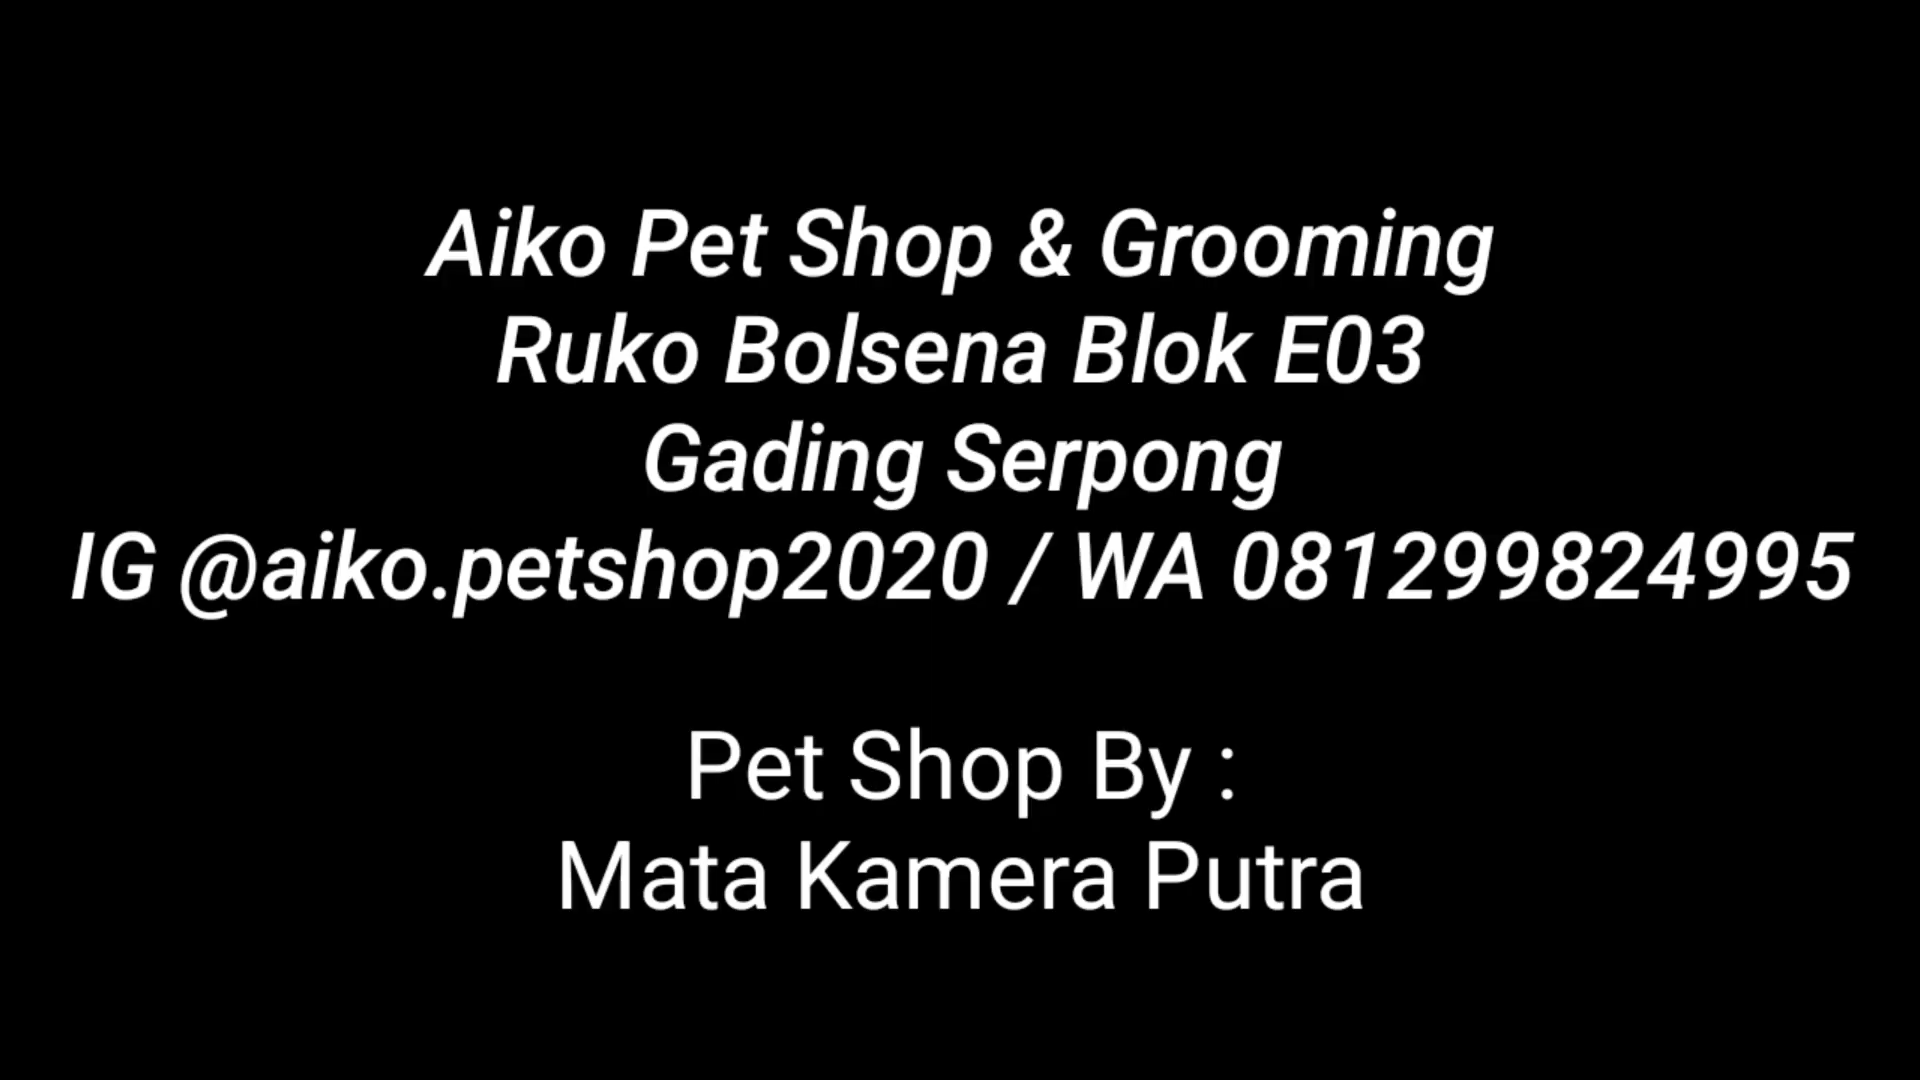 Aiko Pet Shop & Grooming
Ruko Bolsena Blok E03
Gading Serpong
IG @aiko.petshop2020 / WA 081299824995
Pet Shop By :
Mata Kamera Putra